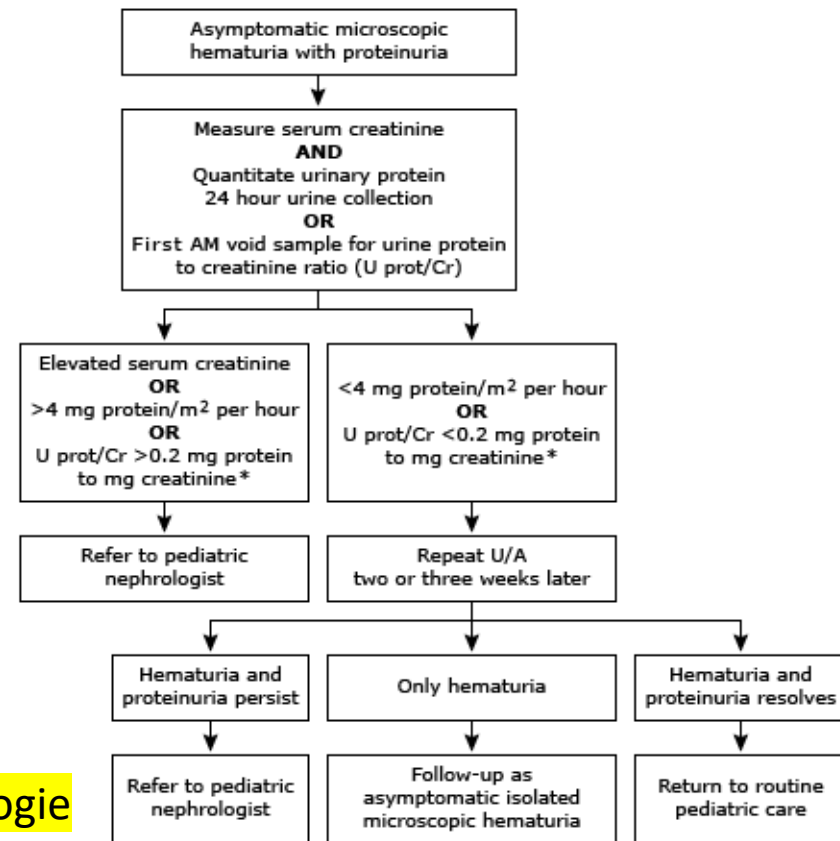 Asymptomatic microscopic
hematuria with proteinuria
Measure serum creatinine
AND
Quantitate urinary protein
24 hour urine collection
OR
First AM void sample for urine protein
to creatinine ratio (U prot/Cr)
Elevated serum creatinine
OR
>4 mg protein/m² per hour
OR
U prot/Cr >0.2 mg protein
to mg creatinine*
<4 mg protein/m² per hour
OR
U prot/Cr <0.2 mg protein
to mg creatinine*
Refer to pediatric
nephrologist
Repeat U/A
two or three weeks later
Hematuria and
proteinuria persist
Only hematuria
Hematuria and
proteinuria resolves
ogie
Refer to pediatric
nephrologist
Follow-up as
asymptomatic isolated
microscopic hematuria
Return to routine
pediatric care